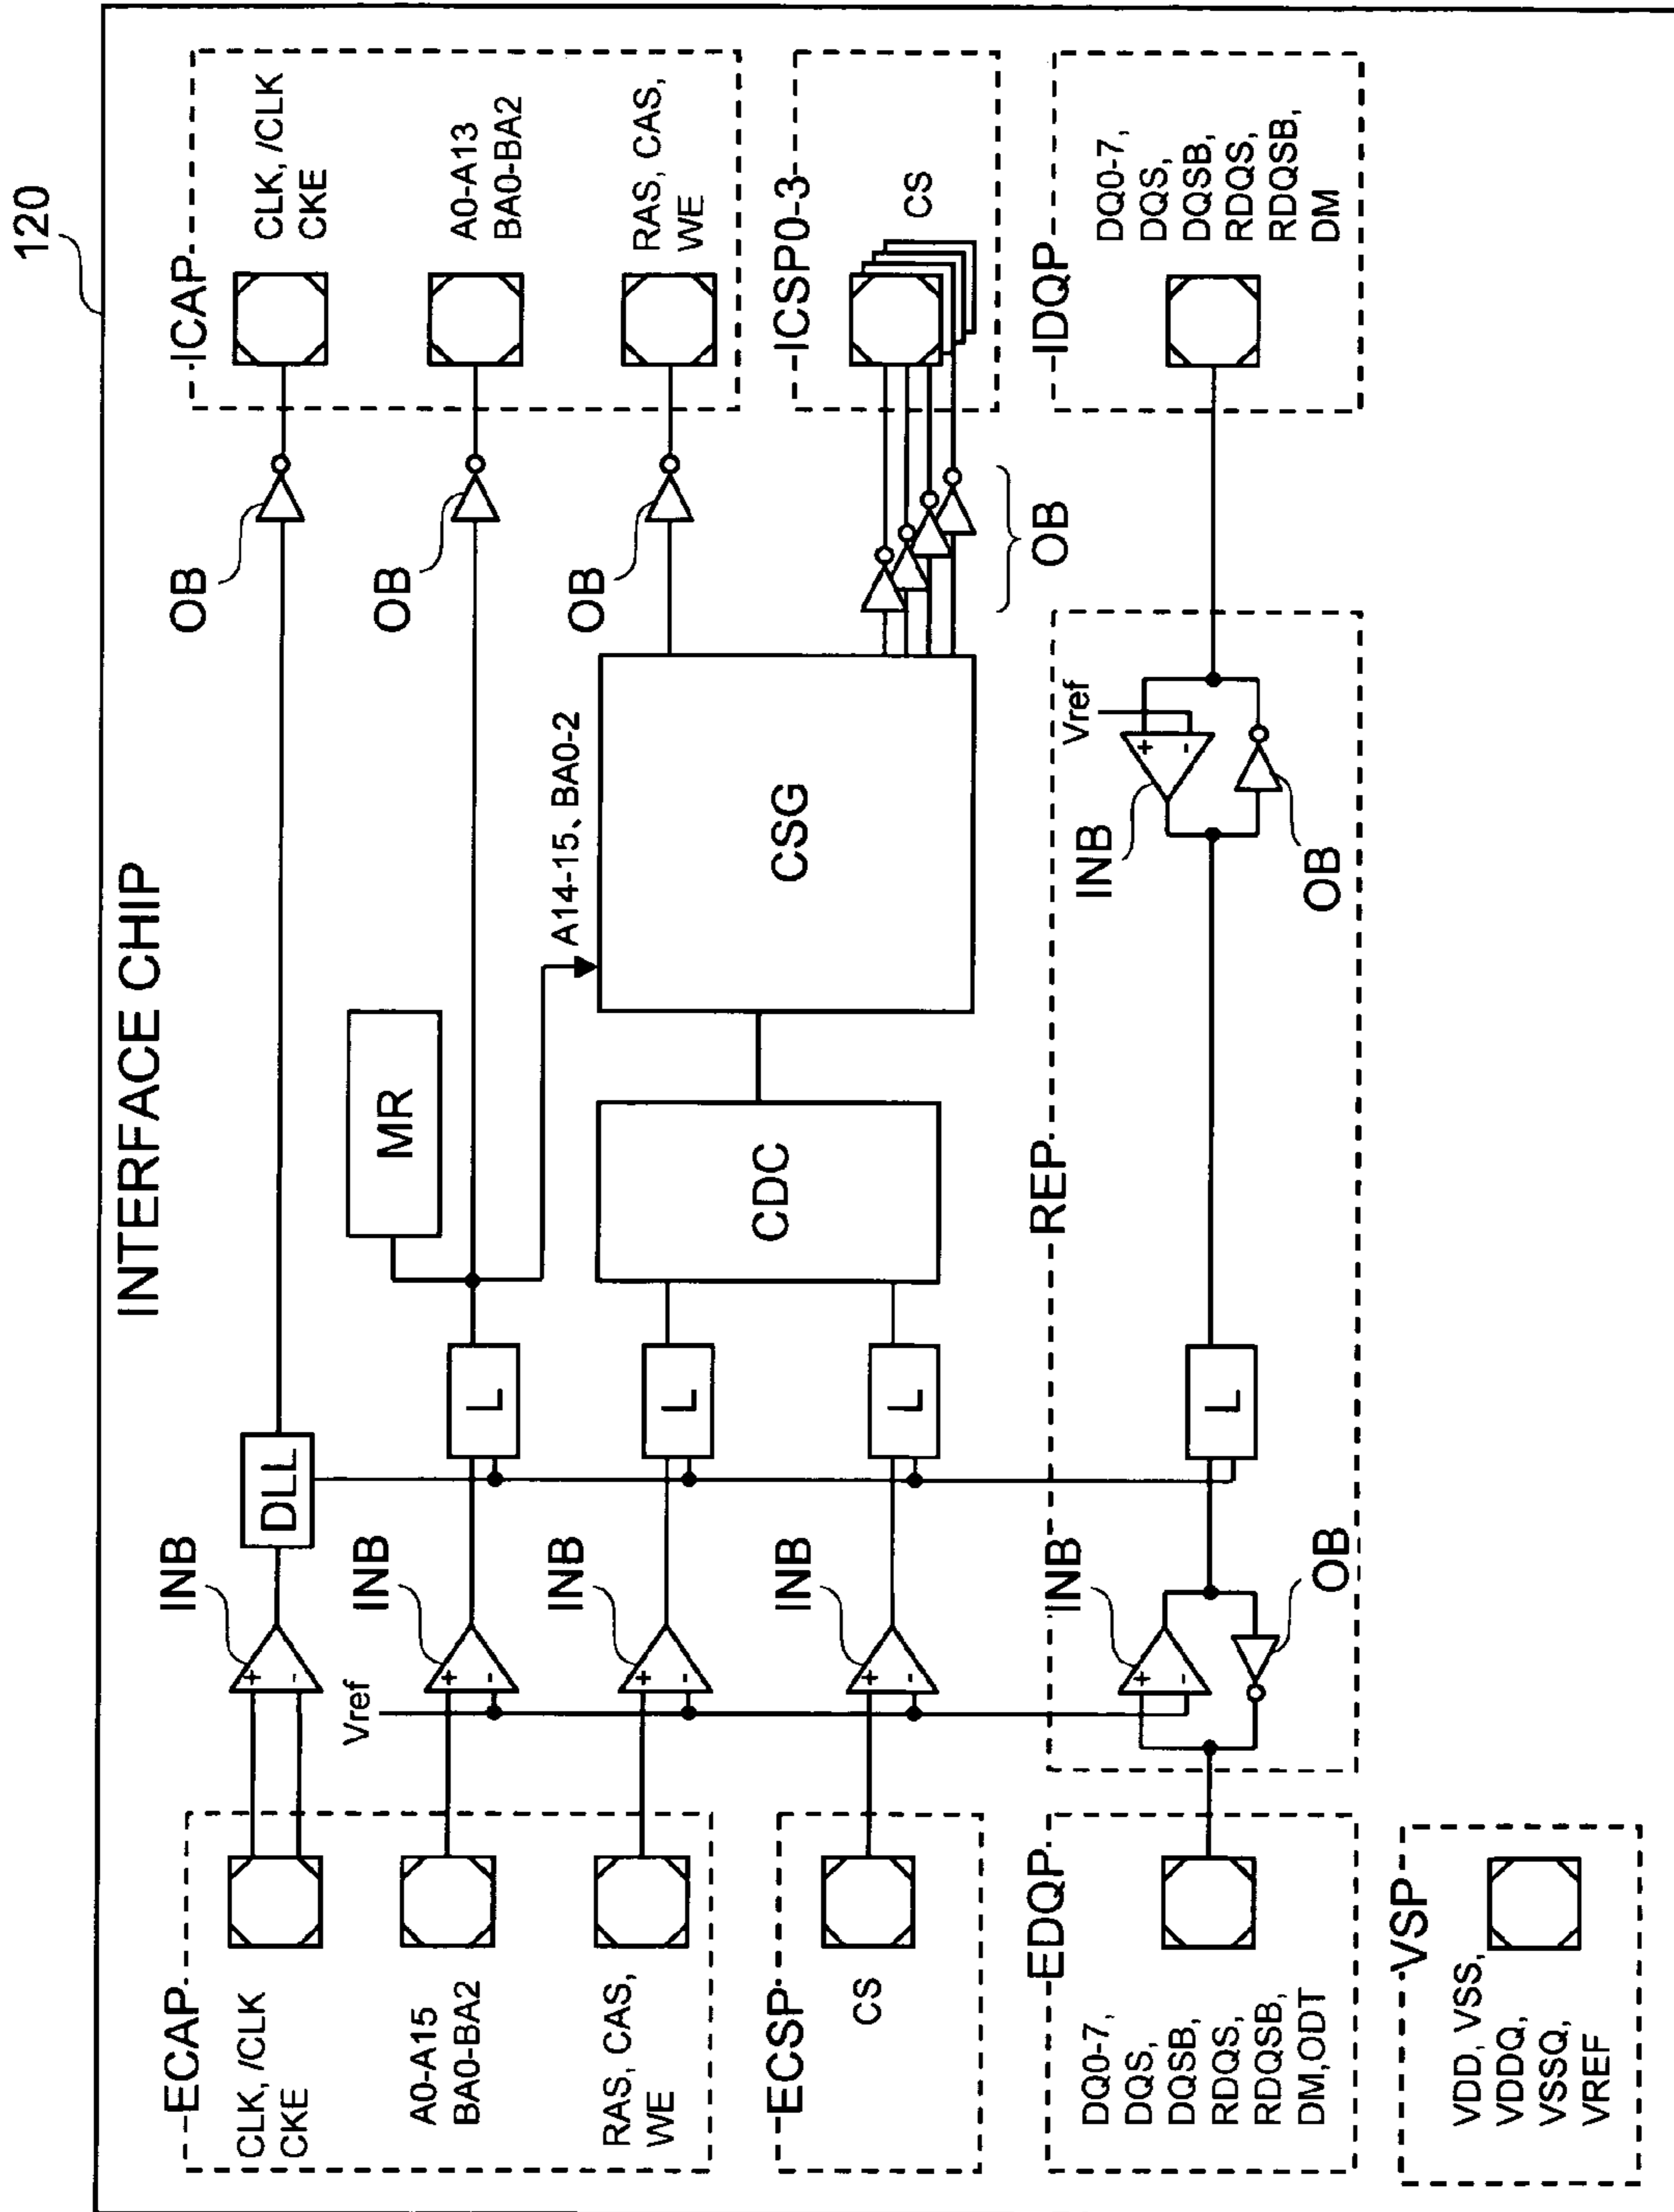 120
INTERFACE CHIP
ECAP
CLK, /CLK
CKE
A0-A15
BA0-BA2
RAS, CAS,
WE
ECSP
CS
EDQP
DQ0-7,
DQS,
DQSB,
RDQS,
RDQSB,
DM,ODT
VSP
VDD, VSS,
VDDQ,
VSSQ,
VREF
Vref
INB
+
-
INB
+
-
INB
+
-
INB
+
-
INB
+
-
OB
DLL
L
L
L
L
MR
CDC
REP
A14-15、BA0-2
CSG
Vref
INB
+
-
OB
OB
OB
OB
OB
ICAP
CLK, /CLK
CKE
A0-A13
BA0-BA2
RAS, CAS,
WE
ICSP0-3
CS
IDQP
DQ0-7,
DQS,
DQSB,
RDQS,
RDQSB,
DM